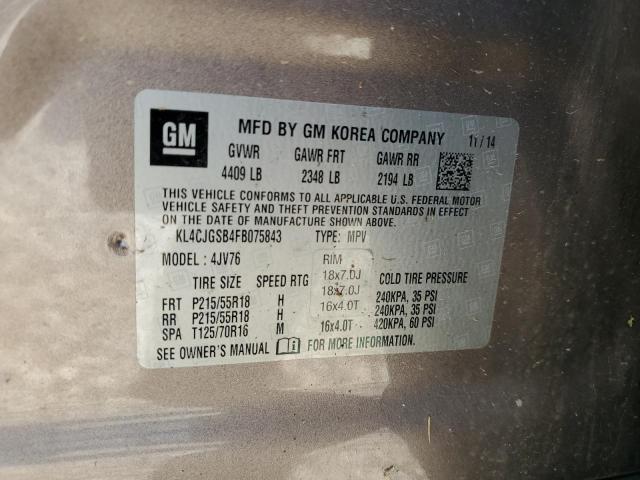 GM MFD BY GM KOREA COMPANY 11/14
GVWR GAWR FRT GAWR RR
4409 LB 2348 LB 2194 LB
THIS VEHICLE CONFORMS TO ALL APPLICABLE U.S. FEDERAL MOTOR
VEHICLE SAFETY AND THEFT PREVENTION STANDARDS IN EFFECT
ON THE DATE OF MANUFACTURE SHOWN ABOVE.
KL4CJGSB4FB075843 TYPE: MPV
MODEL: 4JV76 RIM
TIRE SIZE SPEED RTG 18x7.0J COLD TIRE PRESSURE
18x7.0J
FRT P215/55R18 H 16x4.0T 240KPA, 35 PSI
RR P215/55R18 H 240KPA, 35 PSI
SPA T125/70R16 M 16x4.0T 420KPA, 60 PSI
SEE OWNER'S MANUAL FOR MORE INFORMATION.